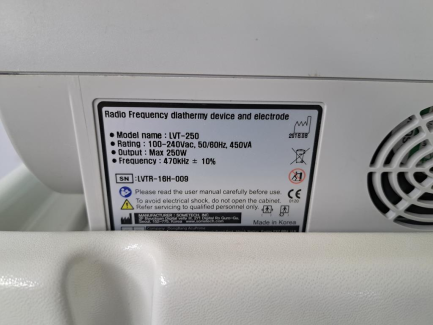 Radio Frequency diathermy device and electrode
• Model name : LVT-250
• Rating : 100-240Vac, 50/60Hz, 450VA
• Output : Max 250W
• Frequency : 470kHz ± 10%
SN : LVTR-16H-009
Please read the user manual carefully before use.
To avoid electrical shock, do not open the cabinet.
Refer servicing to qualified personnel only.
MANUFACTURER : INC.
Made in Korea